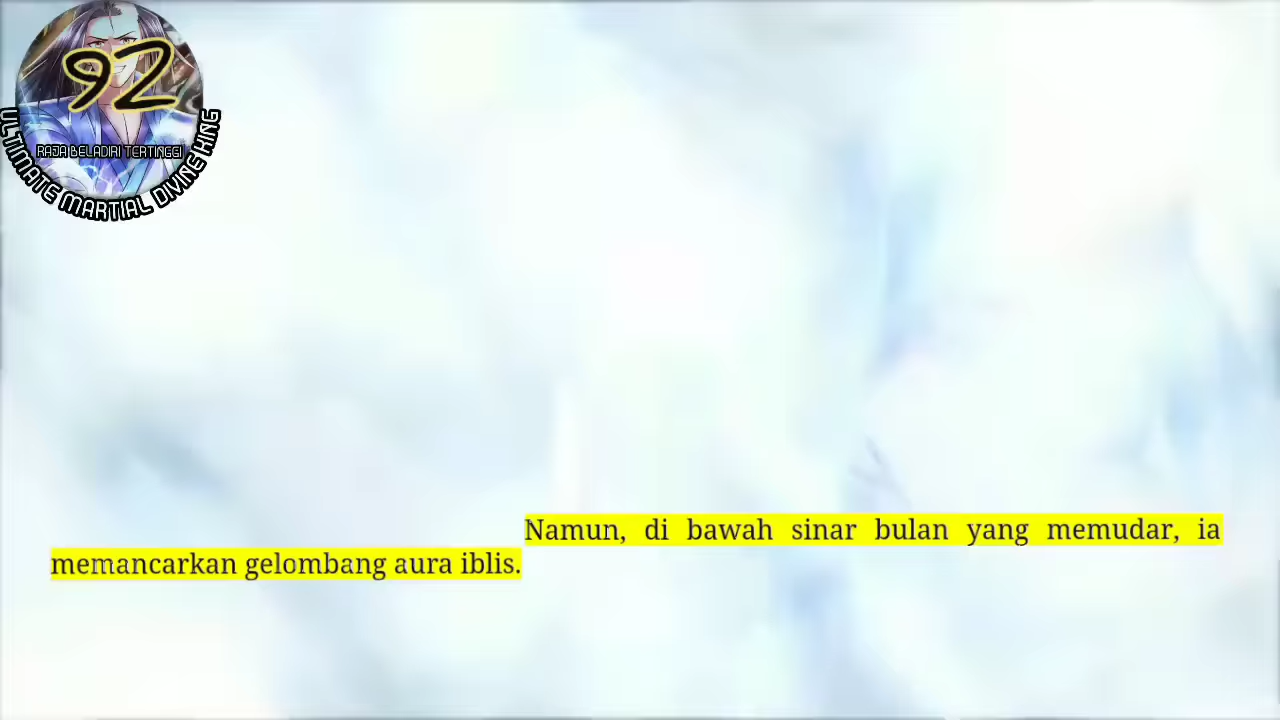 92
RAJA BELADIRI TERTINGGI
ULTIMATE MARTIAL DIVINE KING
Namun, di bawah sinar bulan yang memudar, ia
memancarkan gelombang aura iblis.